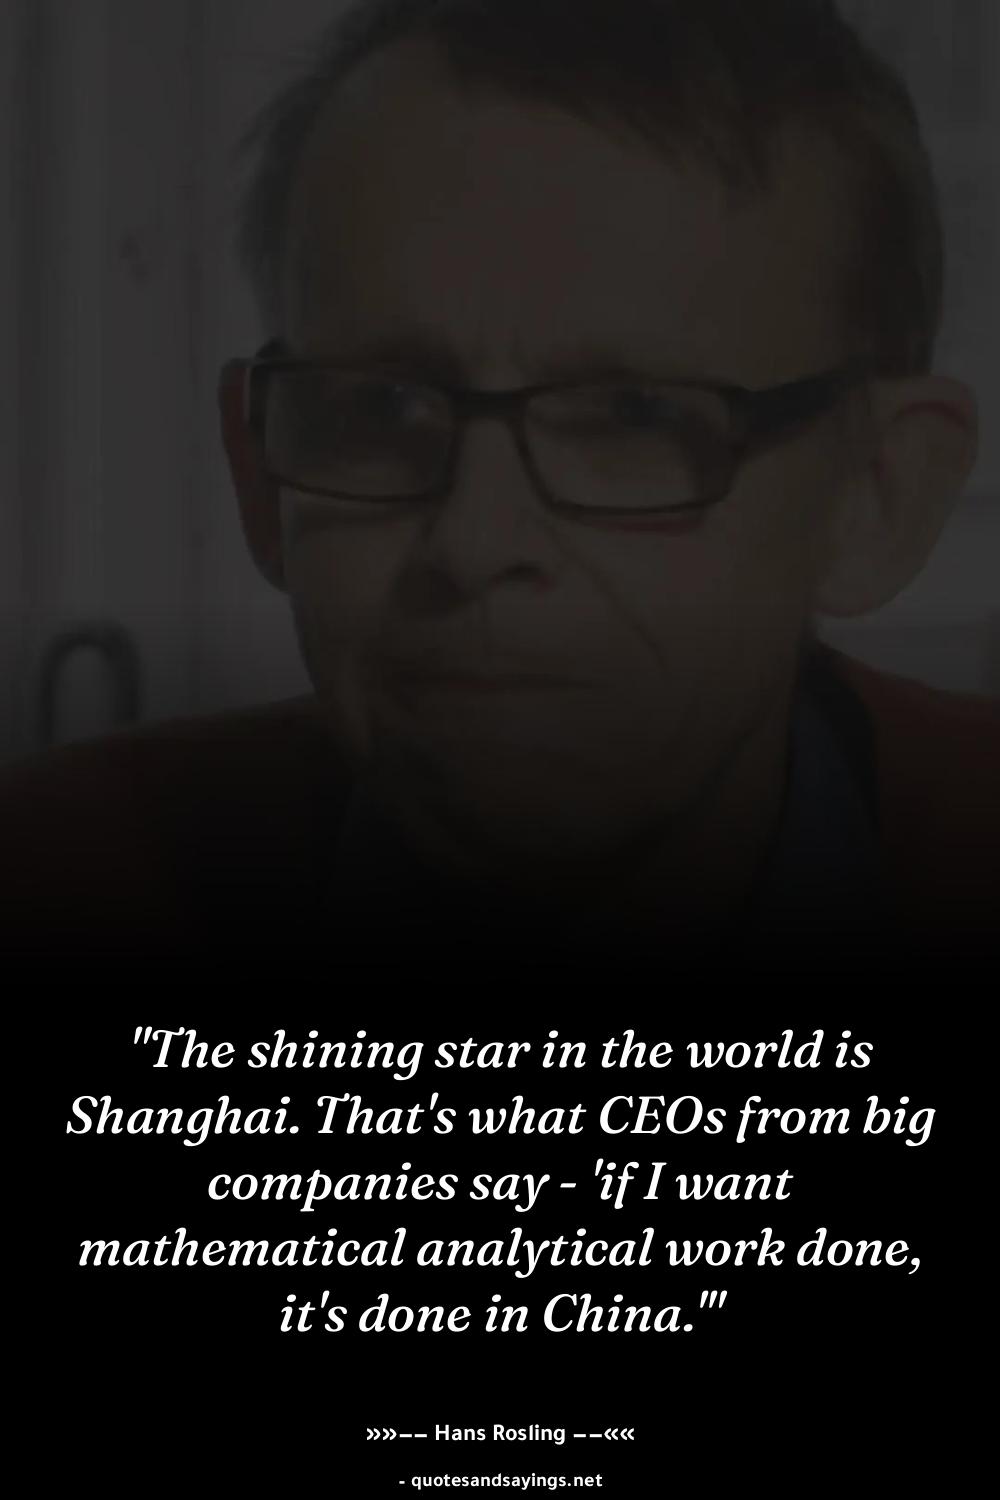 "The shining star in the world is
Shanghai. That's what CEOs from big
companies say - 'if I want
mathematical analytical work done,
it's done in China.'"
»»−− Hans Rosling −−««
- quotesandsayings.net